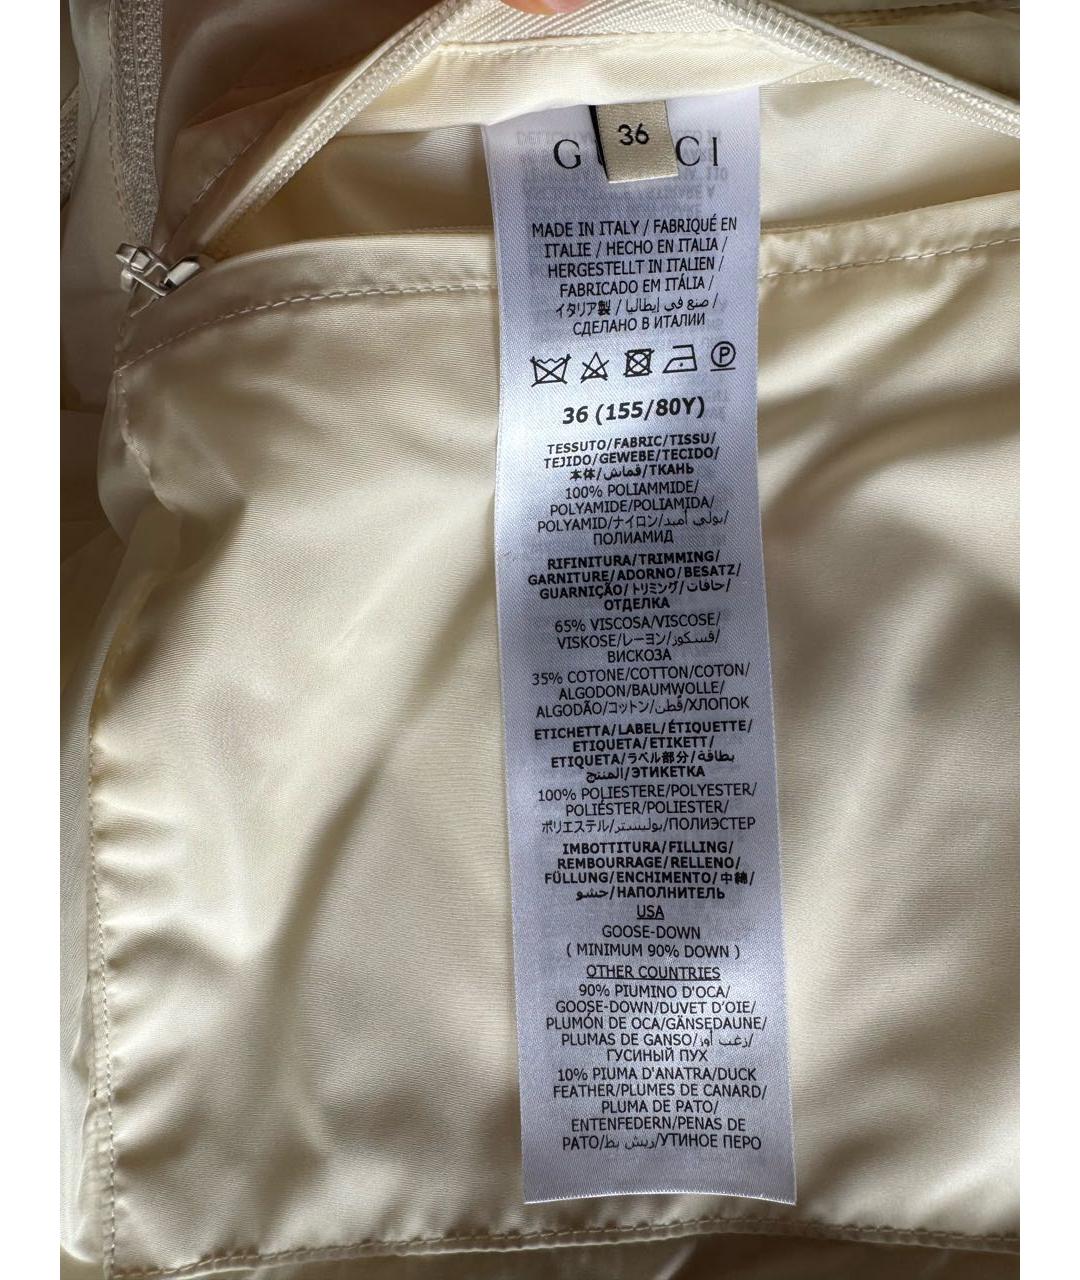 36
G CI
MADE IN ITALY / FABRIQUÉ EN
ITALIE / HECHO EN ITALIA /
HERGESTELLT IN ITALIEN /
FABRICADO EM ITÁLIA /
イタリア製 / صنع في إيطاليا /
СДЕЛАНО В ИТАЛИИ
P
36 (155/80Y)
TESSUTO/FABRIC/TISSU/
TEJIDO/GEWEBE/TECIDO/
本体/قماش/ТКАНЬ
100% POLIAMMIDE/
POLYAMIDE/POLIAMIDA/
POLYAMID/ナイロン/بولي أميد/
ПОЛИАМИД
RIFINITURA/TRIMMING/
GARNITURE/ADORNO/BESATZ/
GUARNIÇÃO/トリミング/حافات/
ОТДЕЛКА
65% VISCOSA/VISCOSE/
VISKOSE/レーヨン/فسكوز/
ВИСКОЗА
35% COTONE/COTTON/COTON/
ALGODON/BAUMWOLLE/
ALGODÃO/コットン/قطن/ХЛОПОК
ETICHETTA/LABEL/ÉTIQUETTE/
ETIQUETA/ETIKETT/
ETIQUETA/ラベル部分/بطاقة
المنتج/ЭТИКЕТКА
100% POLIESTERE/POLYESTER/
POLIÉSTER/POLIESTER/
ポリエステル/بوليستر/ПОЛИЭСТЕР
IMBOTTITURA/FILLING/
REMBOURRAGE/RELLENO/
FÜLLUNG/ENCHIMENTO/中綿/
حشو/НАПОЛНИТЕЛЬ
USA
GOOSE-DOWN
( MINIMUM 90% DOWN )
OTHER COUNTRIES
90% PIUMINO D'OCA/
GOOSE-DOWN/DUVET D'OIE/
PLUMÓN DE OCA/GÄNSEDAUNE/
PLUMAS DE GANSO/زغب أوز/
ГУСИНЫЙ ПУХ
10% PIUMA D'ANATRA/DUCK
FEATHER/PLUMES DE CANARD/
PLUMA DE PATO/
ENTENFEDERN/PENAS DE
PATO/ريش بط/УТИНОЕ ПЕРО